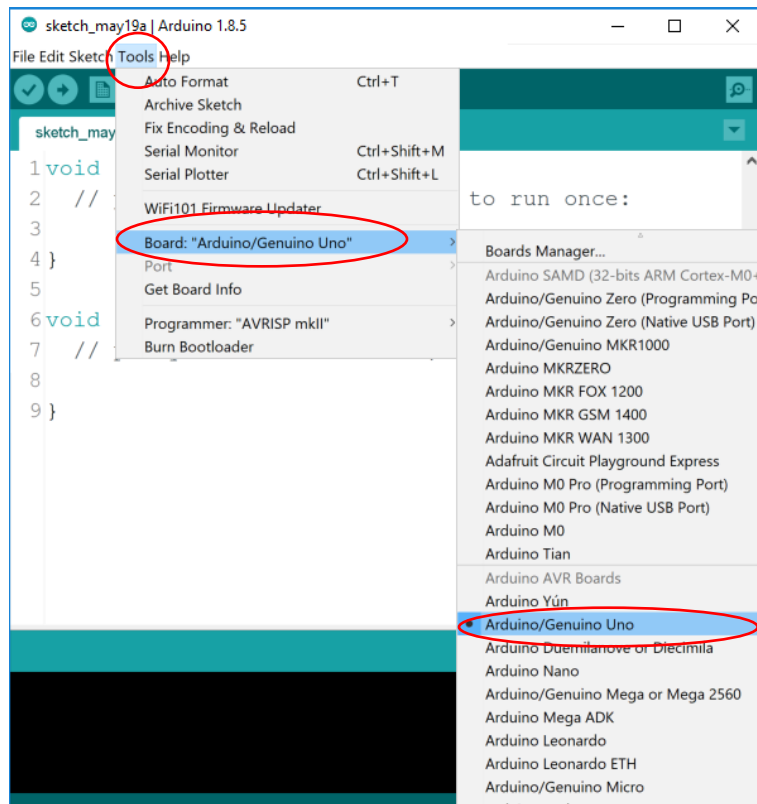 sketch_may19a | Arduino 1.8.5
File Edit Sketch Tools Help
sketch_may
Auto Format Ctrl+T
Archive Sketch
Fix Encoding & Reload
Serial Monitor Ctrl+Shift+M
Serial Plotter Ctrl+Shift+L
WiFi101 Firmware Updater
Board: "Arduino/Genuino Uno"
Port
Get Board Info
Programmer: "AVRISP mkII"
Burn Bootloader
1 void
2 // to run once:
3
4 }
5
6 void
7 //
8
9 }
Boards Manager...
Arduino SAMD (32-bits ARM Cortex-M0+
Arduino/Genuino Zero (Programming Po
Arduino/Genuino Zero (Native USB Port)
Arduino/Genuino MKR1000
Arduino MKRZERO
Arduino MKR FOX 1200
Arduino MKR GSM 1400
Arduino MKR WAN 1300
Adafruit Circuit Playground Express
Arduino M0 Pro (Programming Port)
Arduino M0 Pro (Native USB Port)
Arduino M0
Arduino Tian
Arduino AVR Boards
Arduino Yún
Arduino/Genuino Uno
Arduino Duemilanove or Diecimila
Arduino Nano
Arduino/Genuino Mega or Mega 2560
Arduino Mega ADK
Arduino Leonardo
Arduino Leonardo ETH
Arduino/Genuino Micro